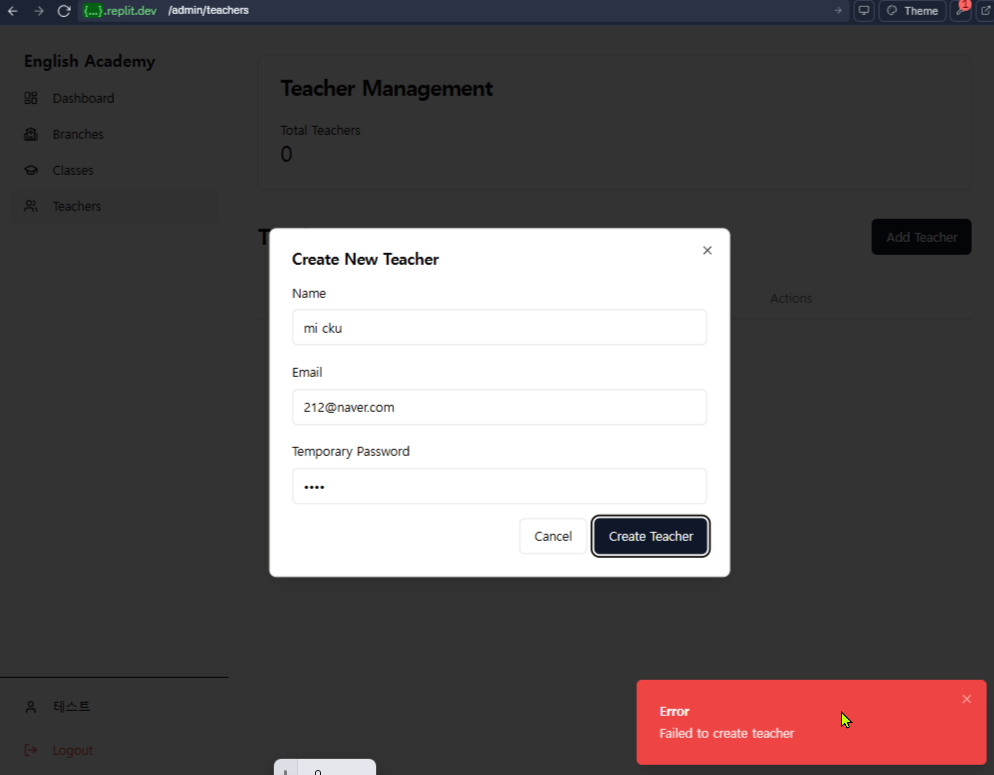 {...}.replit.dev /admin/teachers
Theme
1
English Academy
Dashboard
Branches
Classes
Teachers
Teacher Management
Total Teachers
0
T
Add Teacher
Actions
Create New Teacher
Name
mi cku
Email
212@naver.com
Temporary Password
••••
Cancel
Create Teacher
테스트
Logout
Error
Failed to create teacher